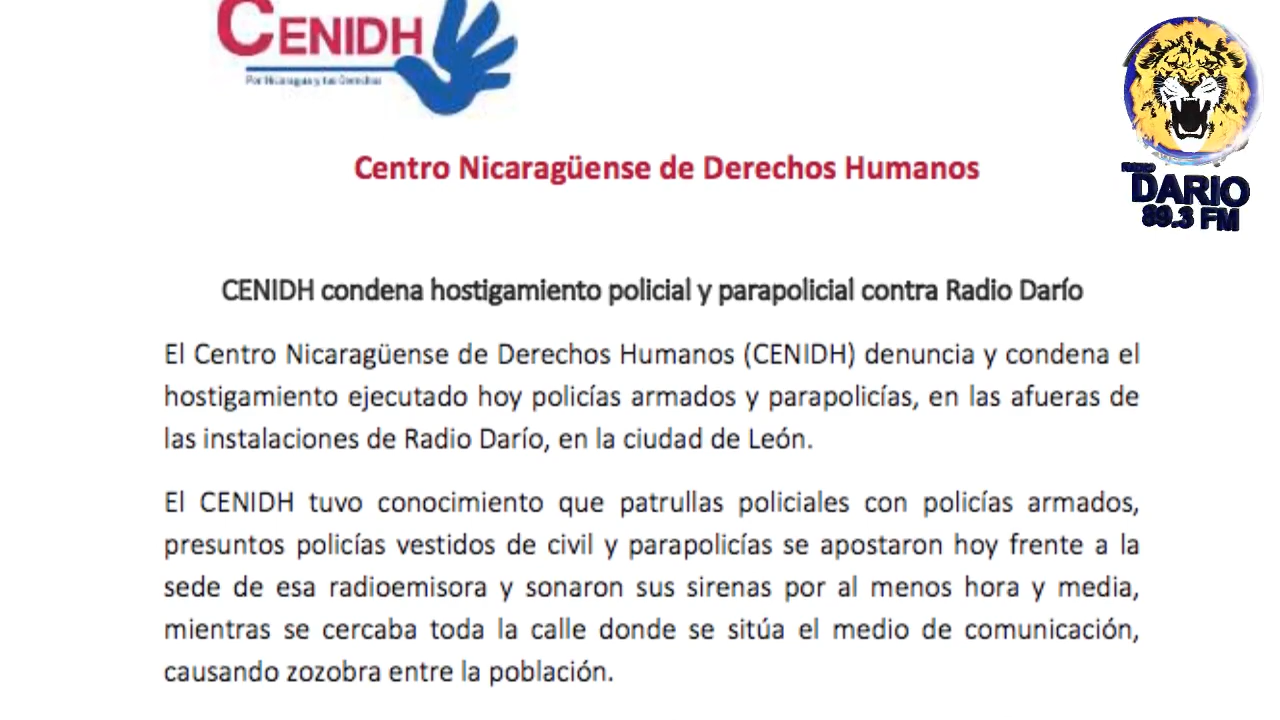 CENIDH
Por Nicaragua y tus Derechos
RADIO
DARIO
89.3 FM
Centro Nicaragüense de Derechos Humanos
CENIDH condena hostigamiento policial y parapolicial contra Radio Darío
El Centro Nicaragüense de Derechos Humanos (CENIDH) denuncia y condena el
hostigamiento ejecutado hoy policías armados y parapolicías, en las afueras de
las instalaciones de Radio Darío, en la ciudad de León.
El CENIDH tuvo conocimiento que patrullas policiales con policías armados,
presuntos policías vestidos de civil y parapolicías se apostaron hoy frente a la
sede de esa radioemisora y sonaron sus sirenas por al menos hora y media,
mientras se cercaba toda la calle donde se sitúa el medio de comunicación,
causando zozobra entre la población.